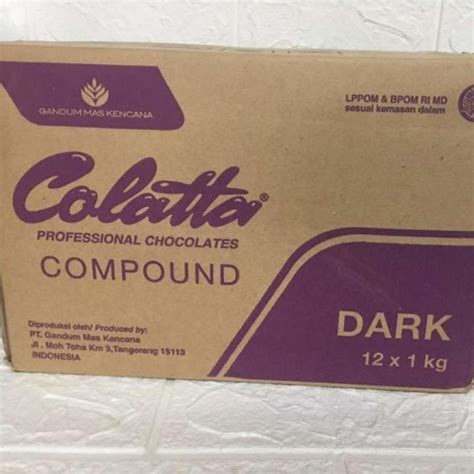 GANDUM MAS KENCANA
LPPOM & BPOM RI MD
sesuai kemasan dalam
Colatta®
PROFESSIONAL CHOCOLATES
COMPOUND
Diproduksi oleh/ Produced by:
PT. Gandum Mas Kencana
Jl . Moh Toha Km 3,Tangerang 15113
INDONESIA
DARK
12 x 1 kg